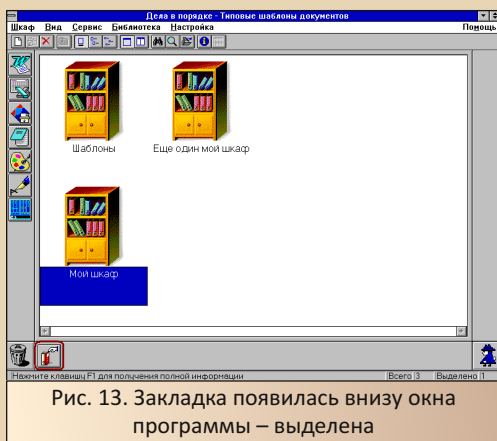 Дела в порядке - Типовые шаблоны документов
Шкаф Вид Сервис Библиотека Настройка Помощь
Шаблоны Еще один мой шкаф
Мой шкаф
Нажмите клавишу F1 для получения полной информации Всего 3 Выделено 1
Рис. 13. Закладка появилась внизу окна
программы – выделена